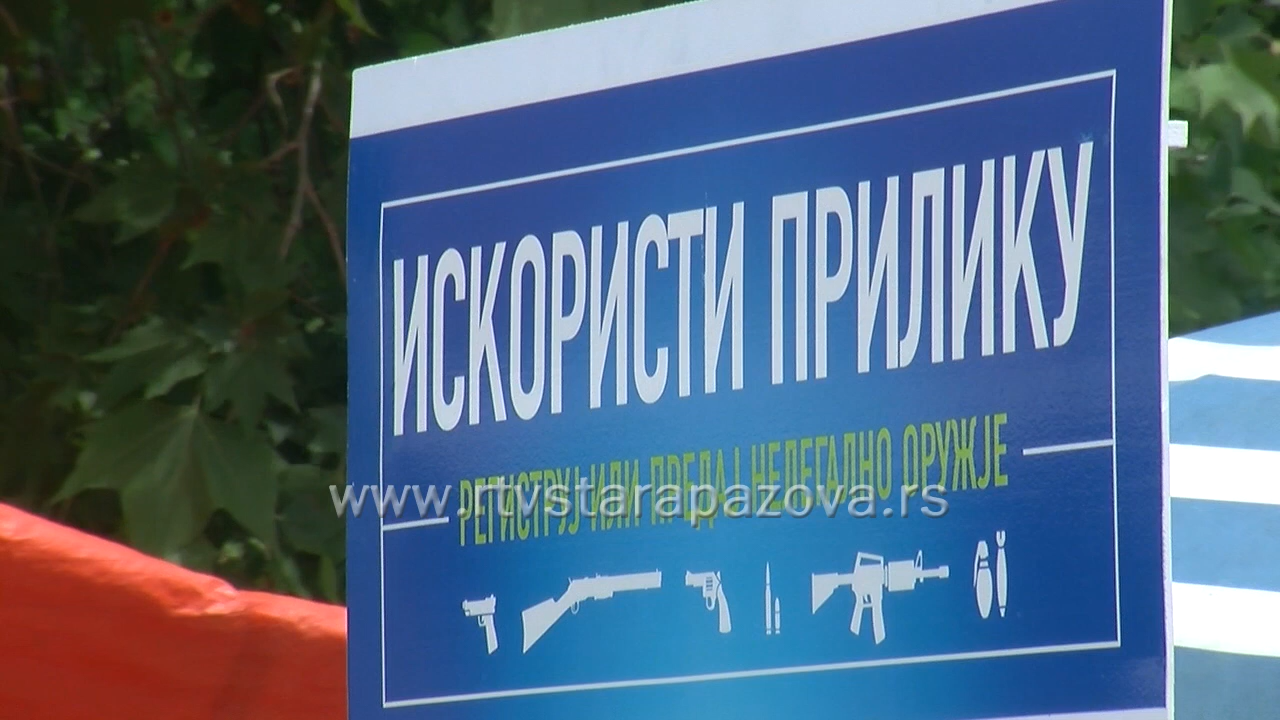 ИСКОРИСТИ ПРИЛИКУ
РЕГИСТРУЈ ИЛИ ПРЕДАЈ НЕЛЕГАЛНО ОРУЖЈЕ
www.rtvstarapazova.rs